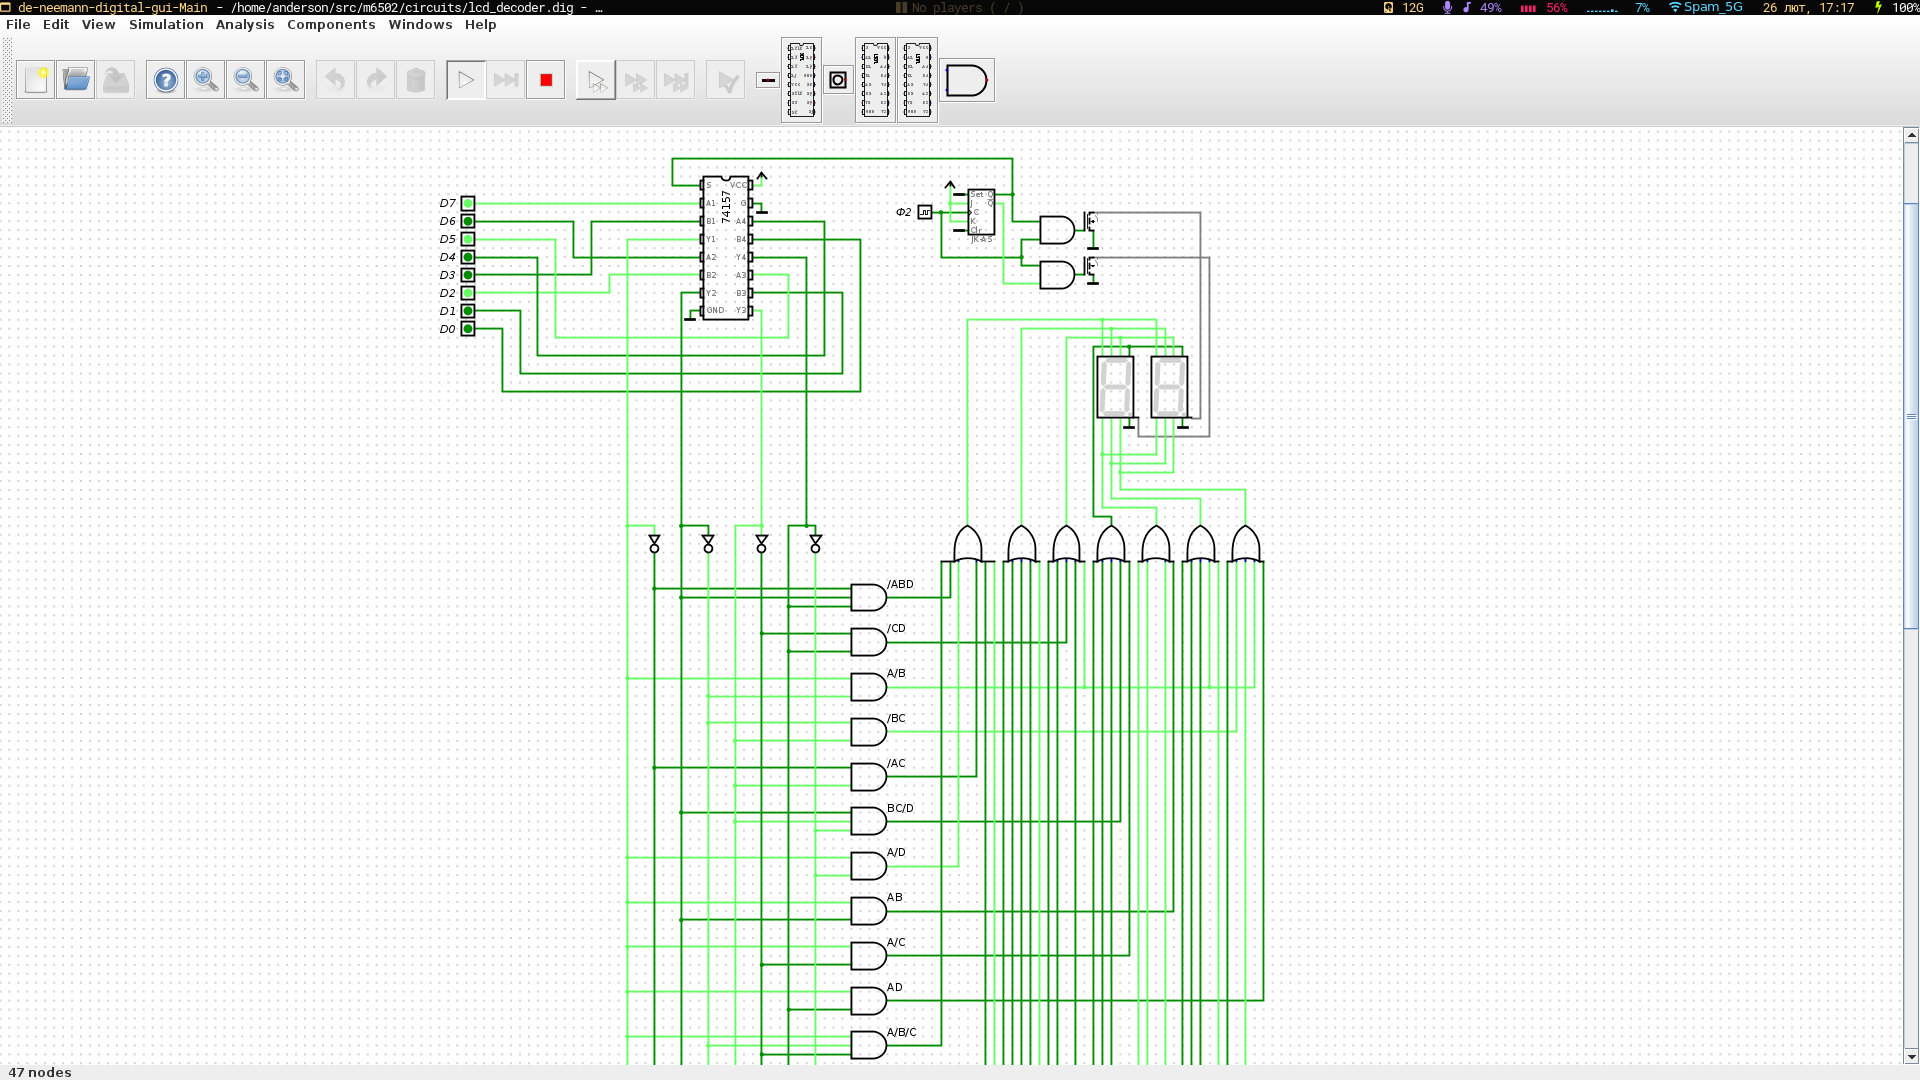 de-neemann-digital-gui-Main - /home/anderson/src/m6502/circuits/lcd_decoder.dig - …
No players ( / )
12G 49% 56% 7% Spam_5G 26 лют, 17:17 100%
File Edit View Simulation Analysis Components Windows Help
D7
D6
D5
D4
D3
D2
D1
D0
74157
S VCC
A1 G
B1 A4
Y1 B4
A2 Y4
B2 A3
Y2 B3
GND Y3
Φ2
Set Q
J Q
C
K
Clr
JK-AS
/ABD
/CD
A/B
/BC
/AC
BC/D
A/D
AB
A/C
AD
A/B/C
47 nodes